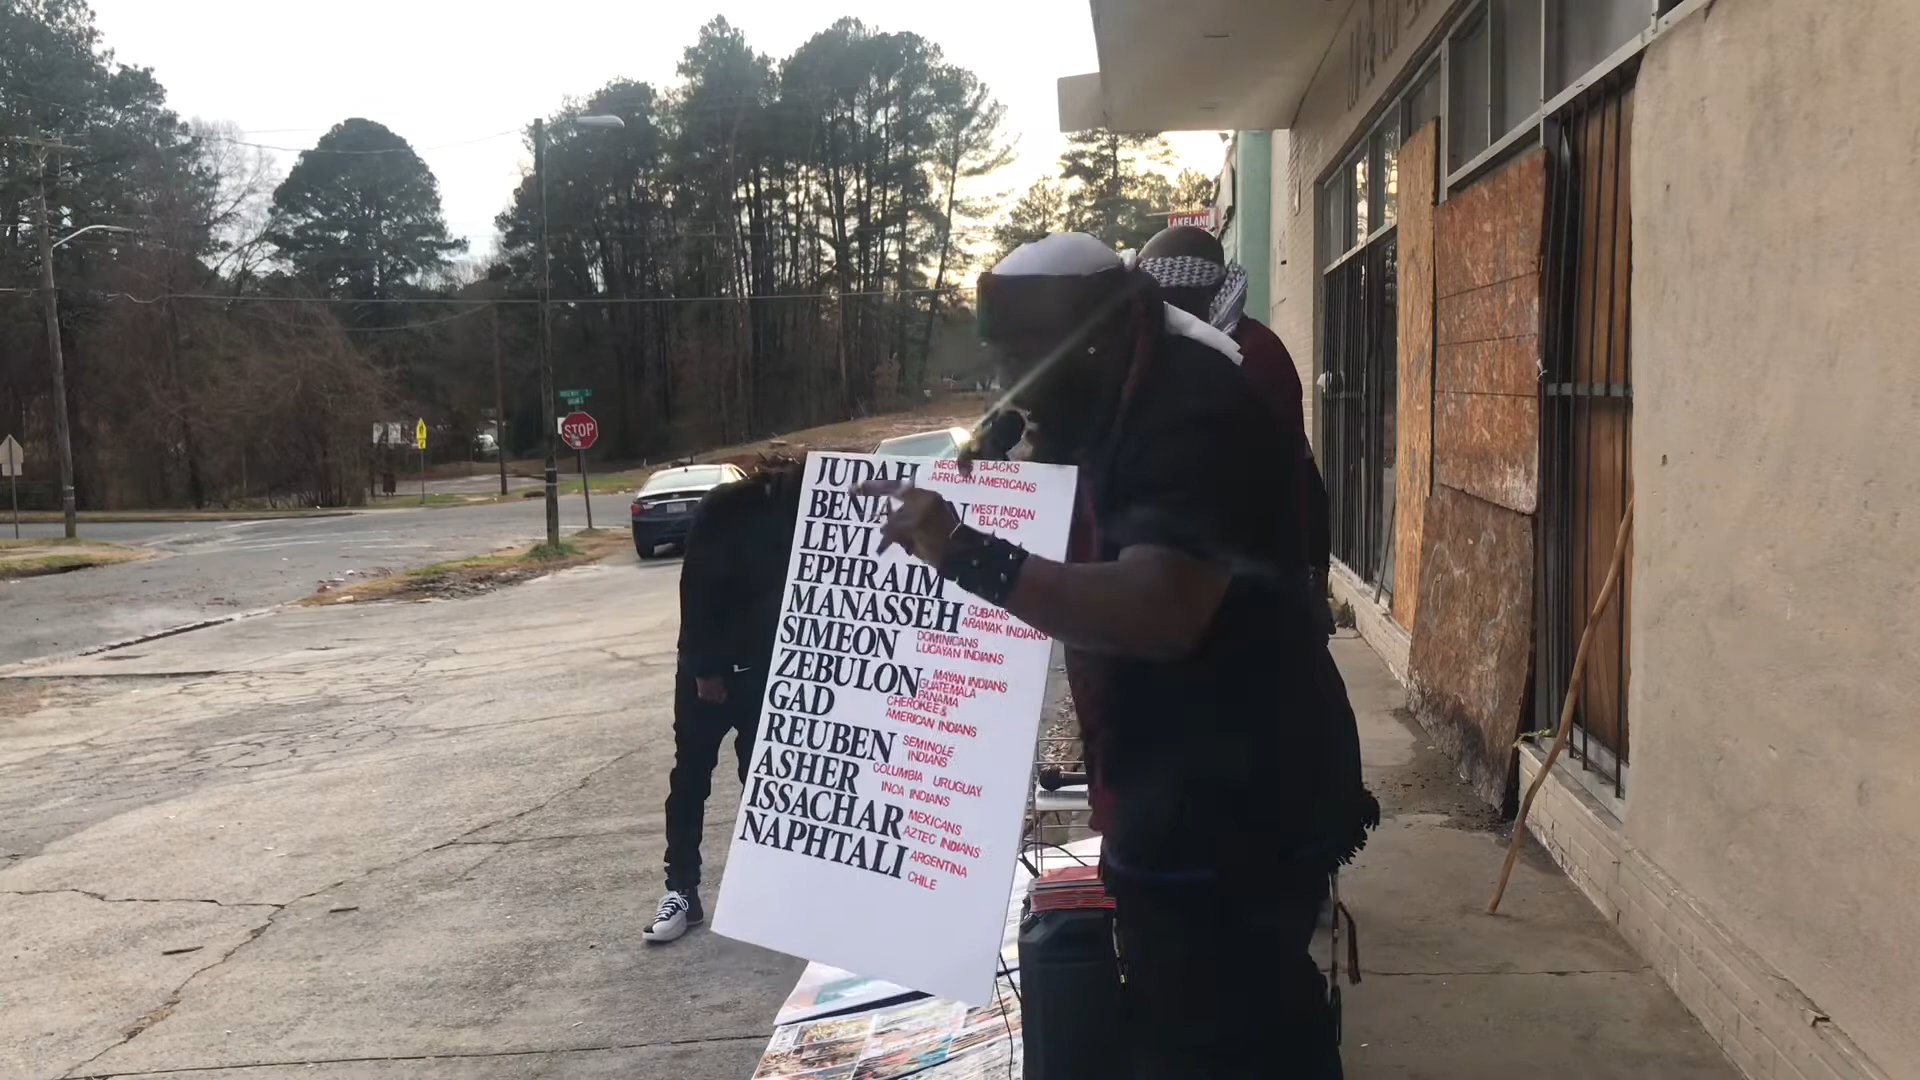 LAKELAND
STOP
JUDAH
BLACKS
AFRICAN AMERICANS
WEST INDIAN
BLACKS
LEVI
EPHRAIM
MANASSEH
CUBANS
ARAWAK INDIANS
SIMEON
DOMINICANS
LUCAYAN INDIANS
ZEBULON
MAYAN INDIANS
GUATEMALA
PANAMA
GAD
CHEROKEE &
AMERICAN INDIANS
REUBEN
SEMINOLE
INDIANS
ASHER
COLUMBIA URUGUAY
INCA INDIANS
ISSACHAR
MEXICANS
AZTEC INDIANS
NAPHTALI
ARGENTINA
CHILE